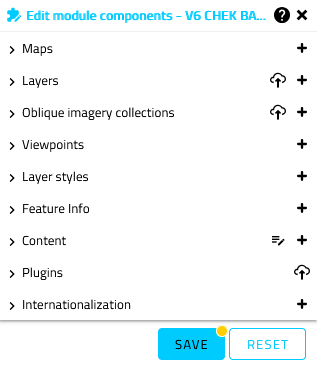 Edit module components - V6 CHEK BA...
Maps
Layers
Oblique imagery collections
Viewpoints
Layer styles
Feature Info
Content
Plugins
Internationalization
SAVE
RESET